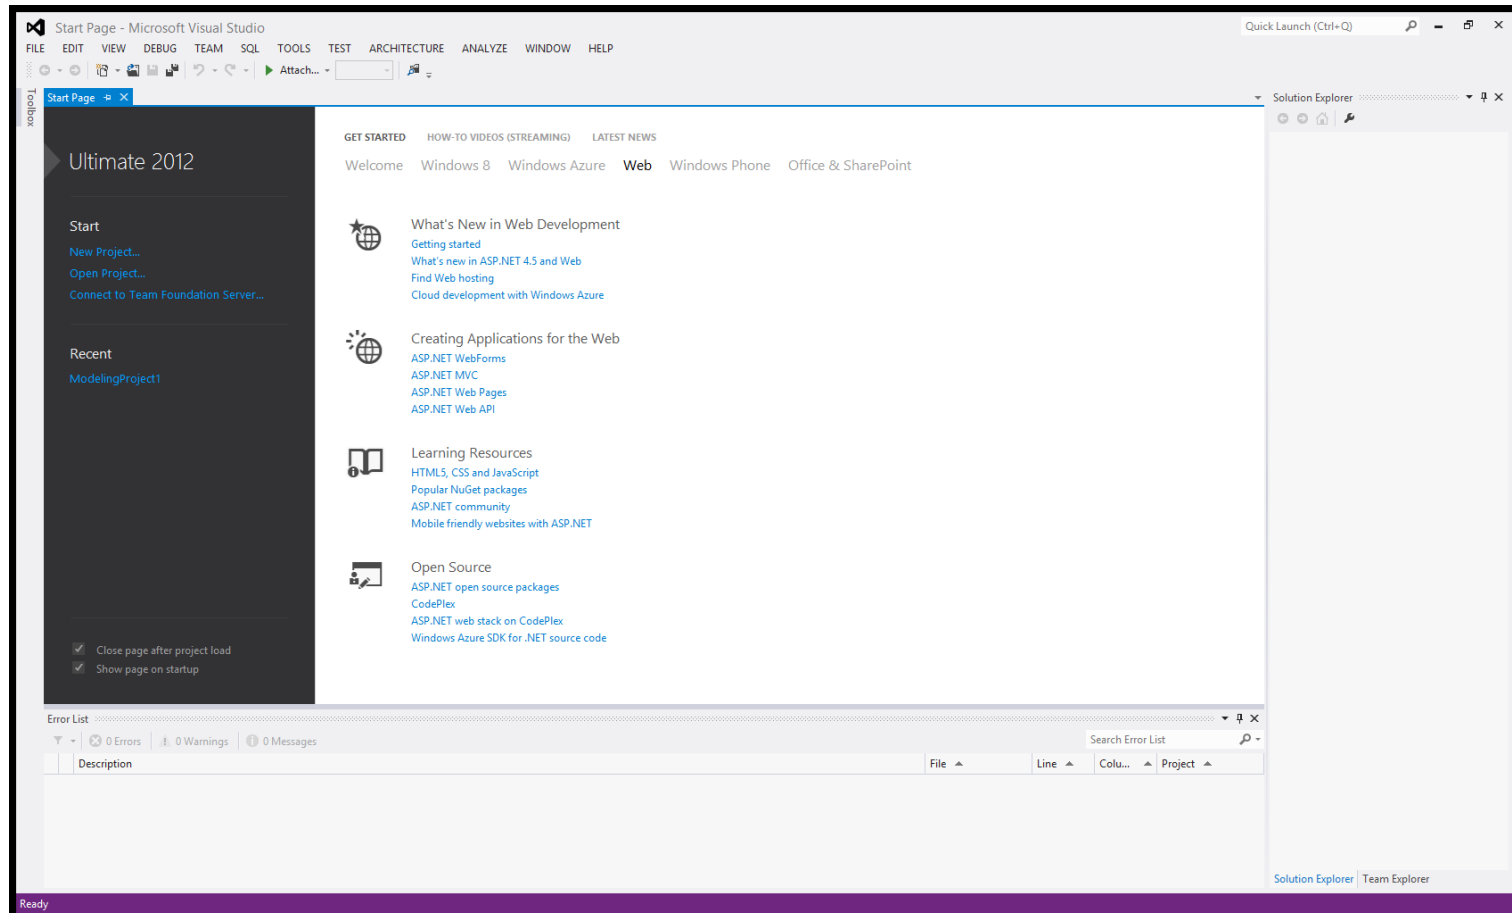 Start Page - Microsoft Visual Studio
Quick Launch (Ctrl+Q)
FILE EDIT VIEW DEBUG TEAM SQL TOOLS TEST ARCHITECTURE ANALYZE WINDOW HELP
Attach...
Toolbox
Start Page
Solution Explorer
Ultimate 2012
Start
New Project...
Open Project...
Connect to Team Foundation Server...
Recent
ModelingProject1
Close page after project load
Show page on startup
GET STARTED HOW-TO VIDEOS (STREAMING) LATEST NEWS
Welcome Windows 8 Windows Azure Web Windows Phone Office & SharePoint
What's New in Web Development
Getting started
What's new in ASP.NET 4.5 and Web
Find Web hosting
Cloud development with Windows Azure
Creating Applications for the Web
ASP.NET WebForms
ASP.NET MVC
ASP.NET Web Pages
ASP.NET Web API
Learning Resources
HTML5, CSS and JavaScript
Popular NuGet packages
ASP.NET community
Mobile friendly websites with ASP.NET
Open Source
ASP.NET open source packages
CodePlex
ASP.NET web stack on CodePlex
Windows Azure SDK for .NET source code
Error List
0 Errors 0 Warnings 0 Messages
Search Error List
Description File Line Colu... Project
Solution Explorer Team Explorer
Ready